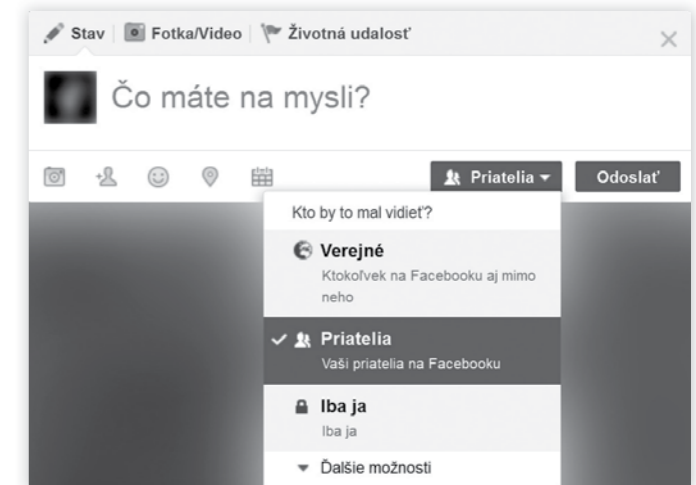 Stav Fotka/Video Životná udalosť
Čo máte na mysli?
Priatelia Odoslať
Kto by to mal vidieť?
Verejné
Ktokoľvek na Facebooku aj mimo
neho
Priatelia
Vaši priatelia na Facebooku
Iba ja
Iba ja
Ďalšie možnosti